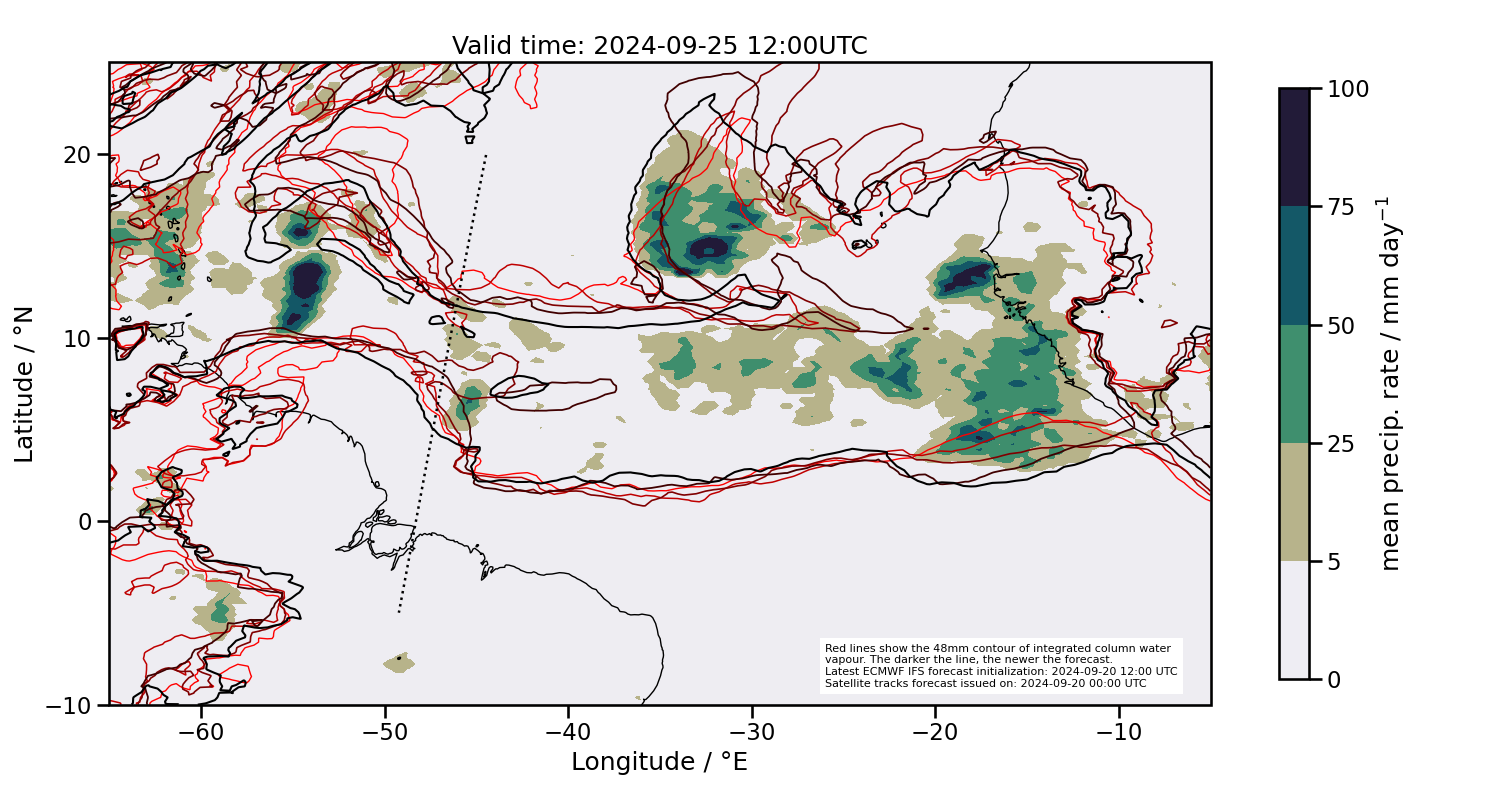 Valid time: 2024-09-25 12:00UTC
20
10
0
−10
Latitude / °N
−60
−50
−40
−30
−20
−10
Longitude / °E
Red lines show the 48mm contour of integrated column water
vapour. The darker the line, the newer the forecast.
Latest ECMWF IFS forecast initialization: 2024-09-20 12:00 UTC
Satellite tracks forecast issued on: 2024-09-20 00:00 UTC
100
75
50
25
5
0
mean precip. rate / mm day⁻¹